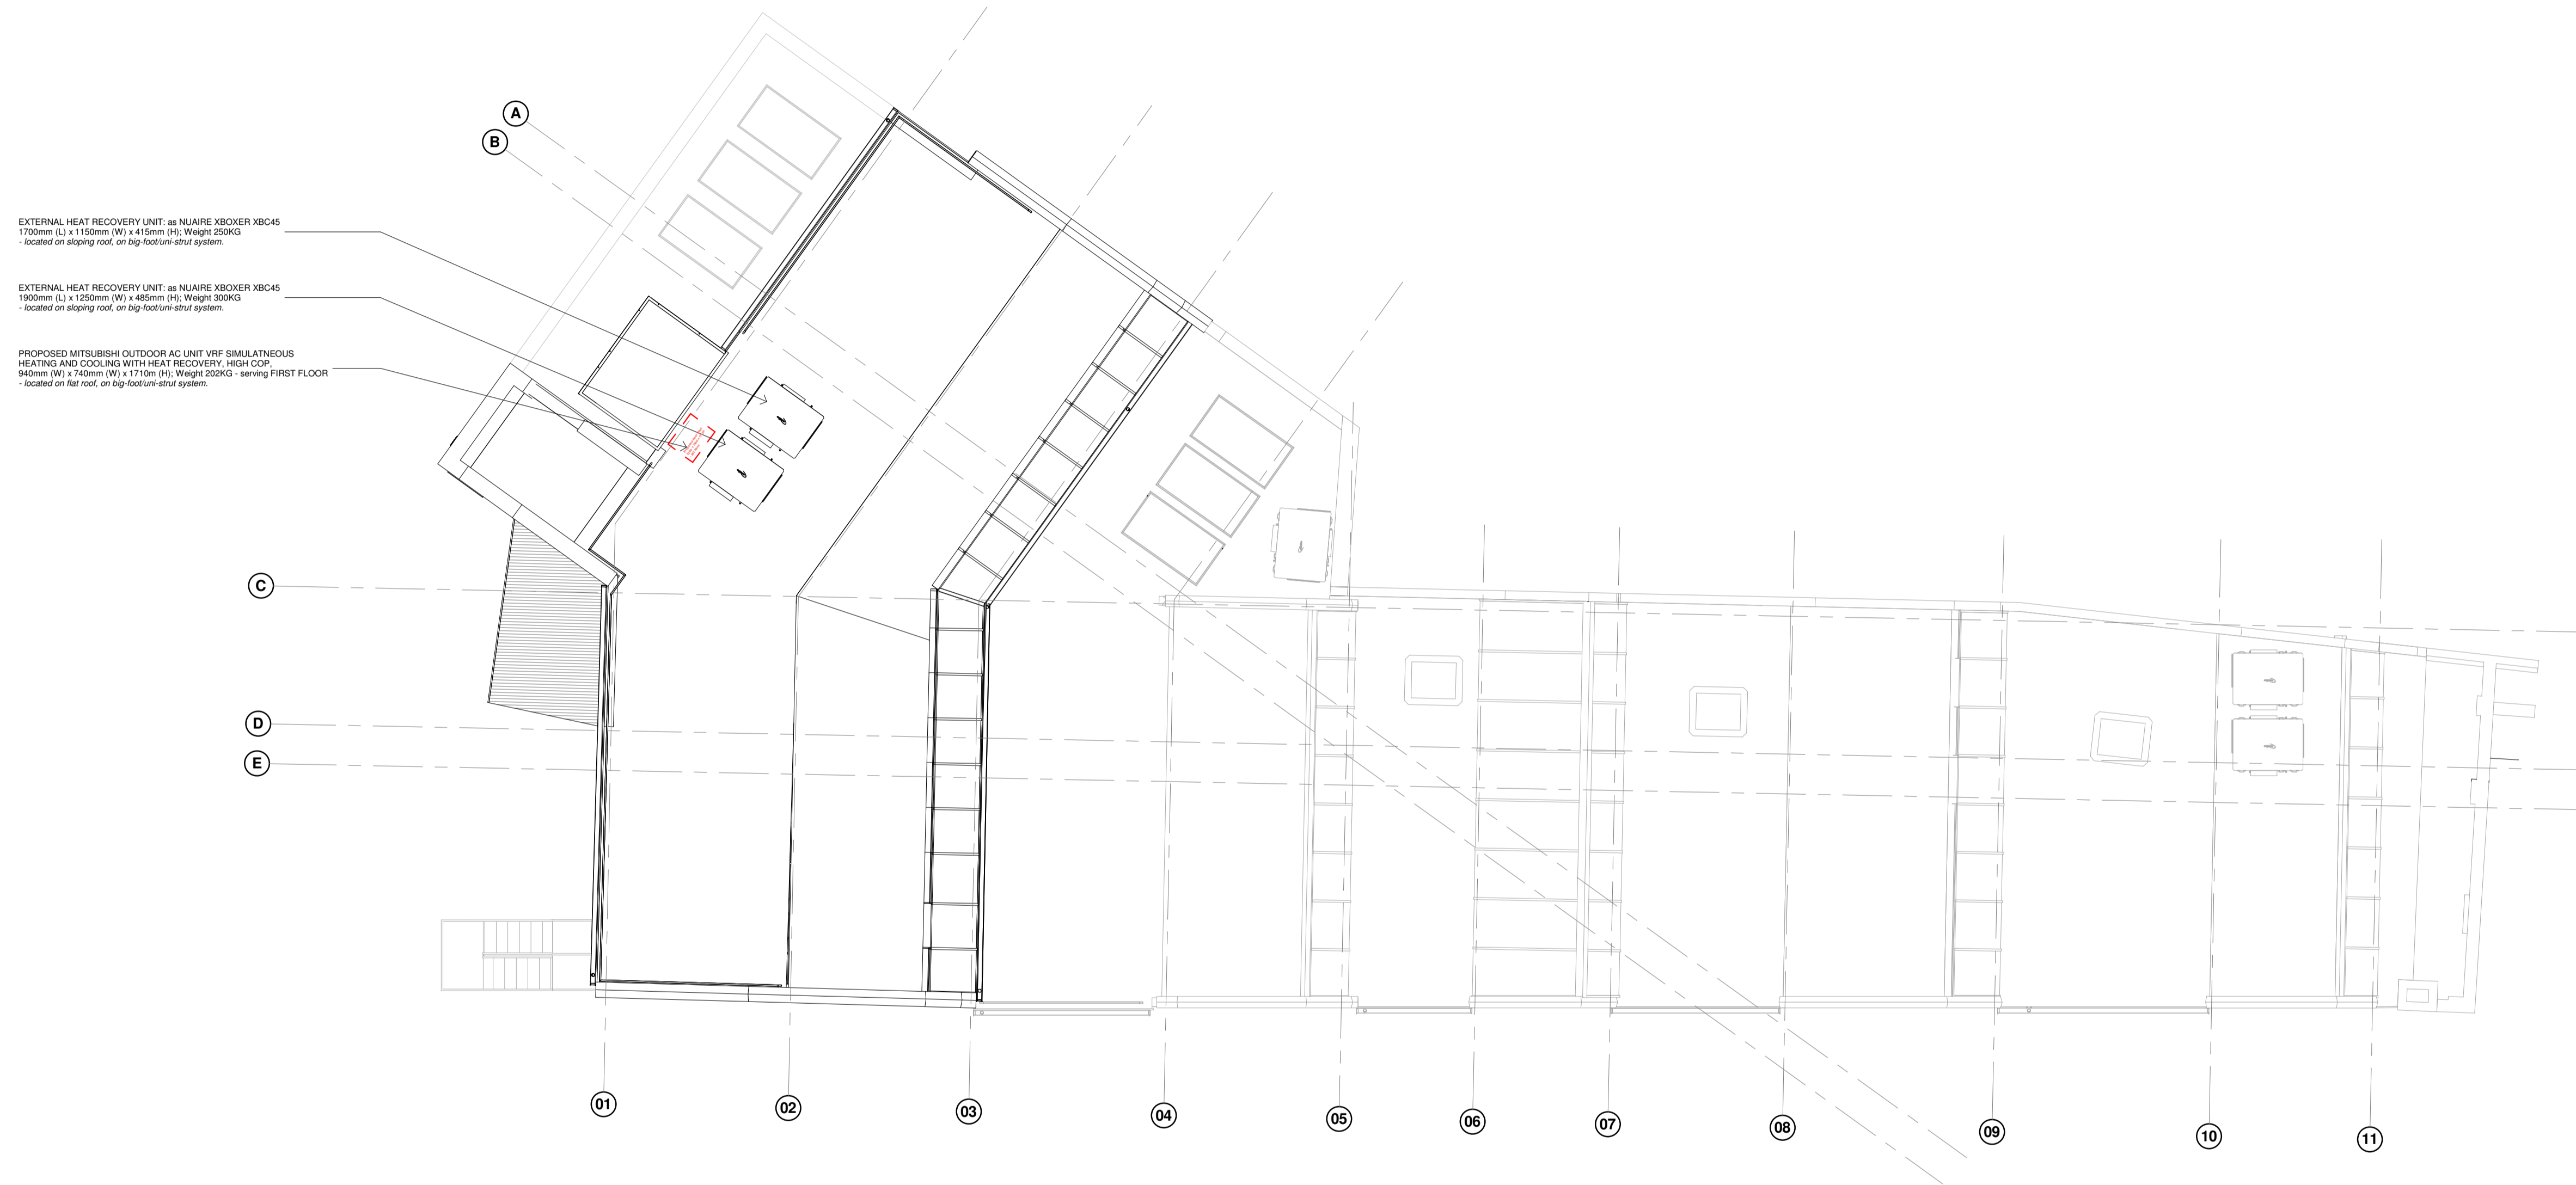 A
B
EXTERNAL HEAT RECOVERY UNIT: as NUAIRE XBOXER XBC45
1700mm (L) x 1150mm (W) x 415mm (H); Weight 250KG
- located on sloping roof, on big-foot/uni-strut system.
EXTERNAL HEAT RECOVERY UNIT: as NUAIRE XBOXER XBC45
1900mm (L) x 1250mm (W) x 485mm (H); Weight 300KG
- located on sloping roof, on big-foot/uni-strut system.
PROPOSED MITSUBISHI OUTDOOR AC UNIT VRF SIMULATNEOUS
HEATING AND COOLING WITH HEAT RECOVERY, HIGH COP,
940mm (W) x 740mm (W) x 1710m (H); Weight 202KG - serving FIRST FLOOR
- located on flat roof, on big-foot/uni-strut system.
C
D
E
01
02
03
04
05
06
07
08
09
10
11